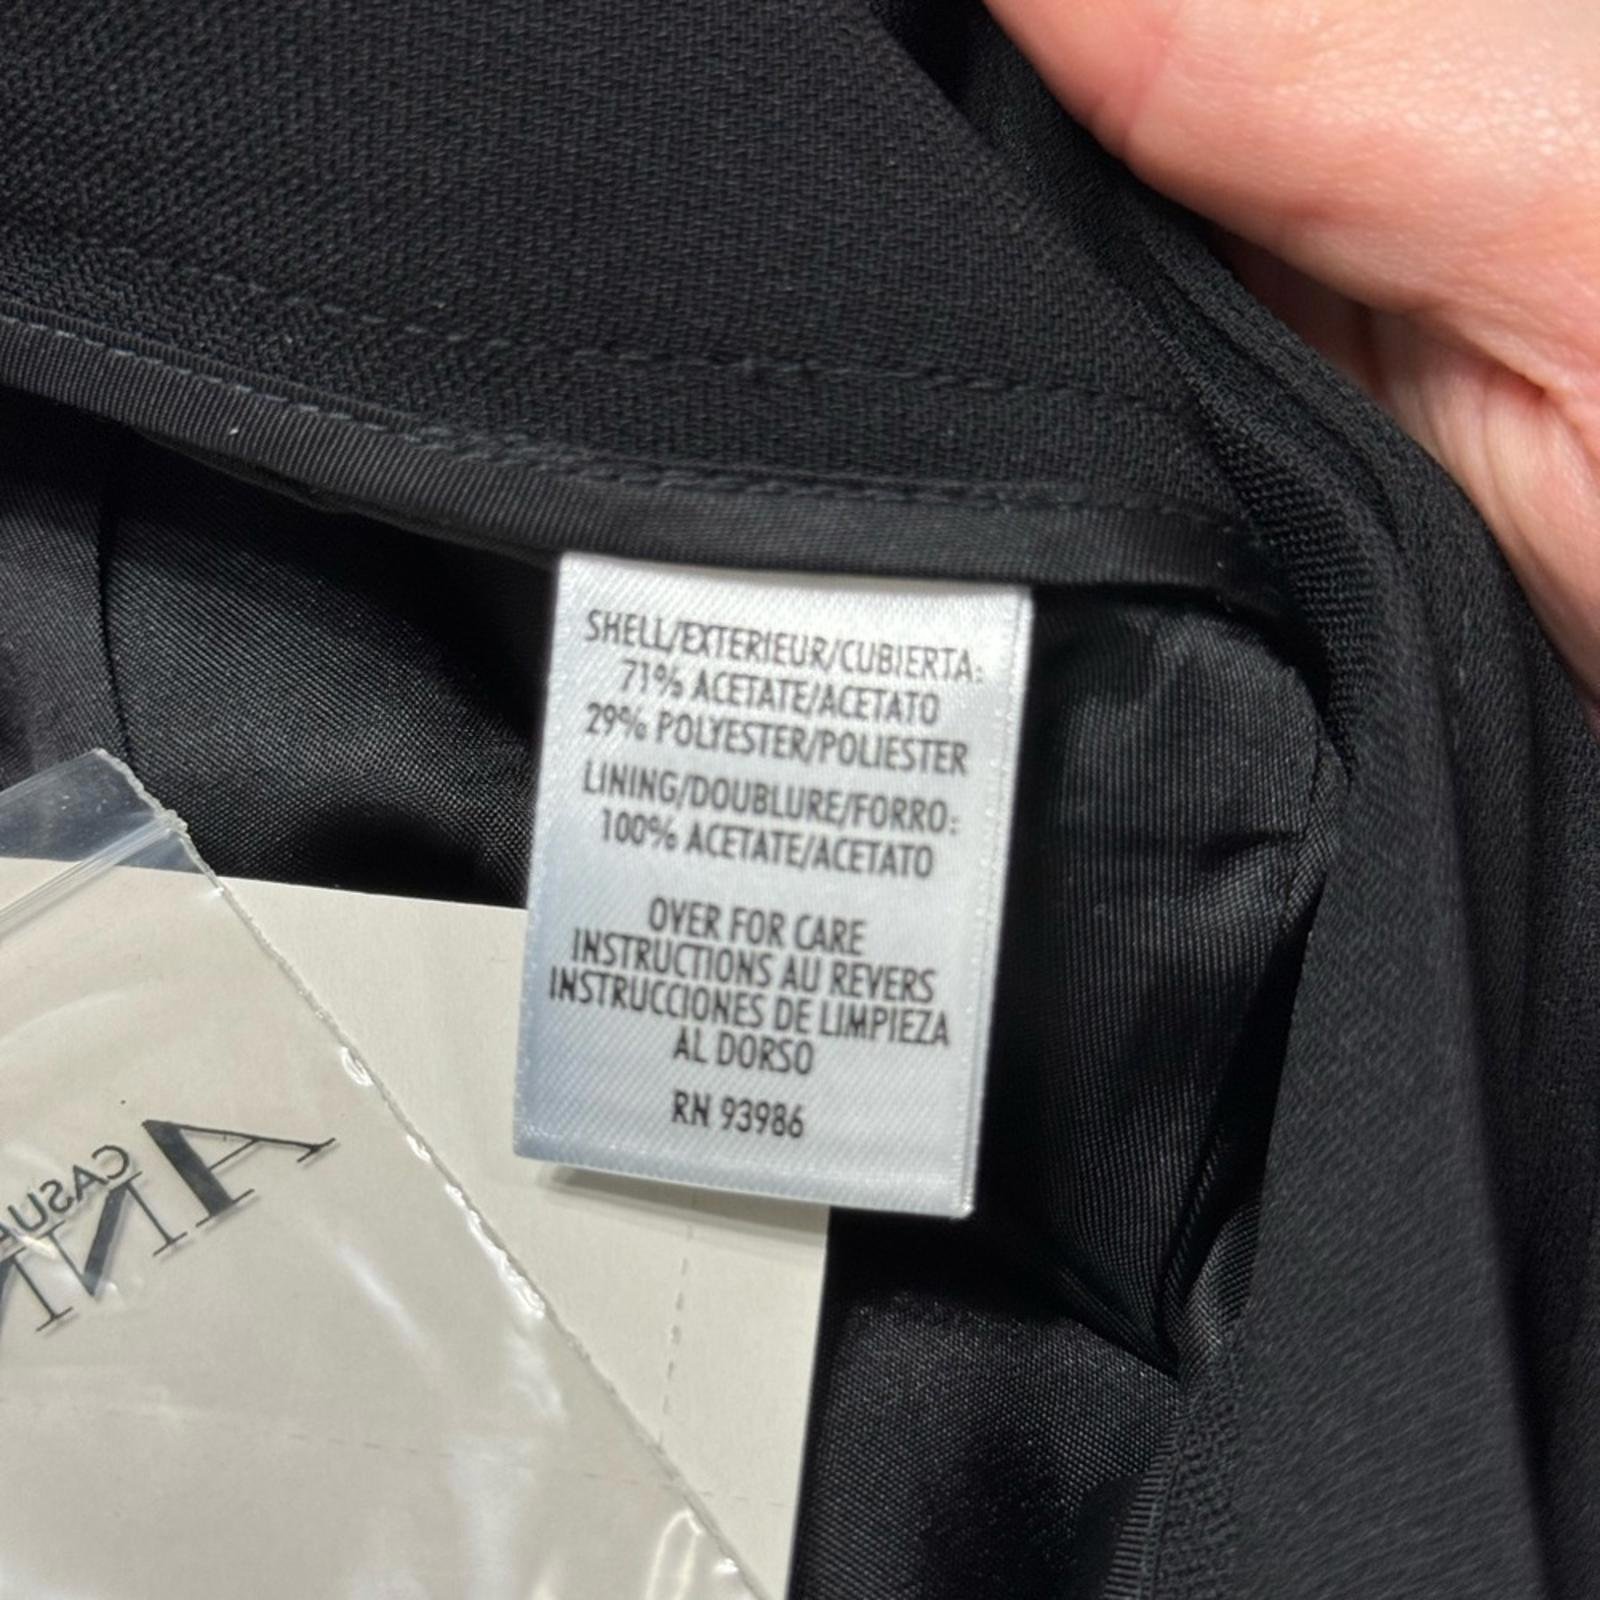 SHELL/EXTERIEUR/CUBIERTA:
71% ACETATE/ACETATO
29% POLYESTER/POLIESTER
LINING/DOUBLURE/FORRO:
100% ACETATE/ACETATO
OVER FOR CARE
INSTRUCTIONS AU REVERS
INSTRUCCIONES DE LIMPIEZA
AL DORSO
RN 93986